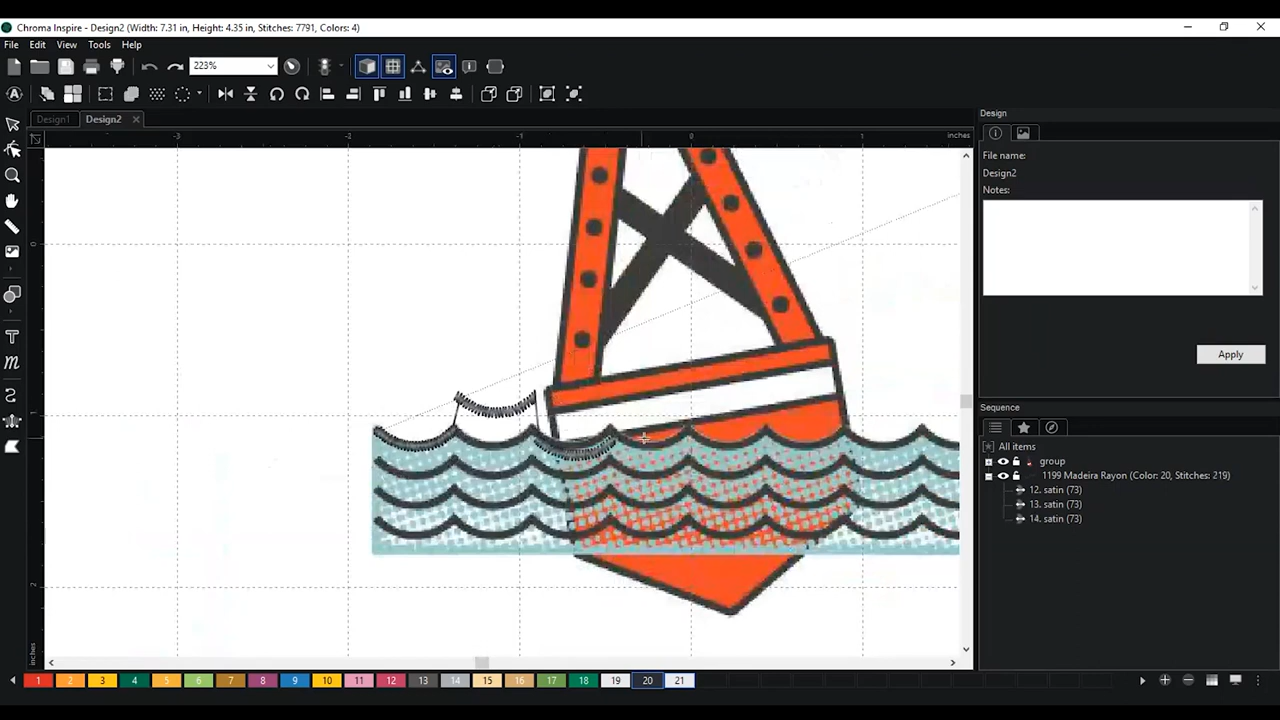 Chroma Inspire - Design2 (Width: 7.31 in, Height: 4.35 in, Stitches: 7791, Colors: 4)
File Edit View Tools Help
223%
Design1 Design2
-3 -2 -1 0 1 inches
0
1
2
inches
Design
File name:
Design2
Notes:
Apply
Sequence
All items
group
1199 Madeira Rayon (Color: 20, Stitches: 219)
12. satin (73)
13. satin (73)
14. satin (73)
1 2 3 4 5 6 7 8 9 10 11 12 13 14 15 16 17 18 19 20 21